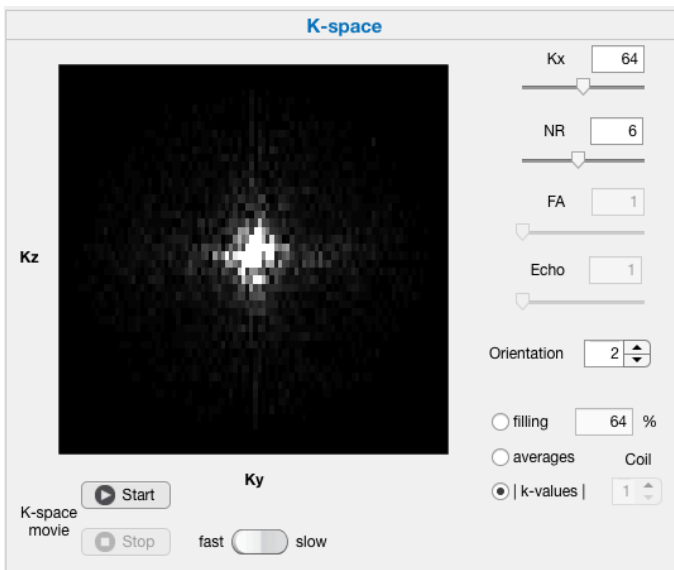 K-space
Kx 64
NR 6
FA 1
Kz
Echo 1
Orientation 2
filling 64 %
averages Coil
| k-values | 1
Ky
Start
K-space
movie
Stop fast slow